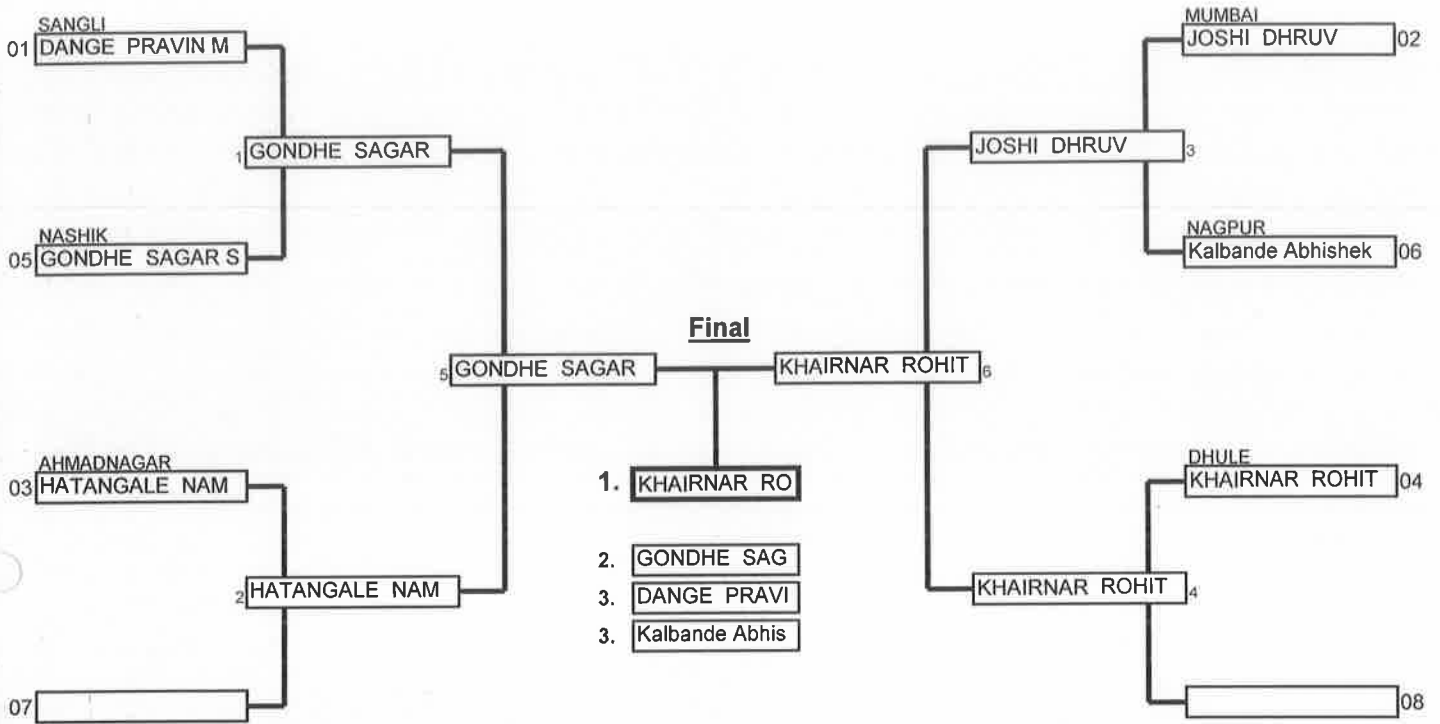 SANGLI
01 DANGE PRAVIN M
1 GONDHE SAGAR
NASHIK
05 GONDHE SAGAR S
5 GONDHE SAGAR
AHMADNAGAR
03 HATANGALE NAM
2 HATANGALE NAM
07
Final
1. KHAIRNAR RO
2. GONDHE SAG
3. DANGE PRAVI
3. Kalbande Abhis
MUMBAI
JOSHI DHRUV 02
JOSHI DHRUV 3
NAGPUR
Kalbande Abhishek 06
KHAIRNAR ROHIT 6
DHULE
KHAIRNAR ROHIT 04
KHAIRNAR ROHIT 4
08